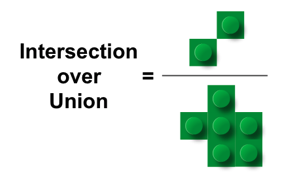 Intersection
over
Union
=